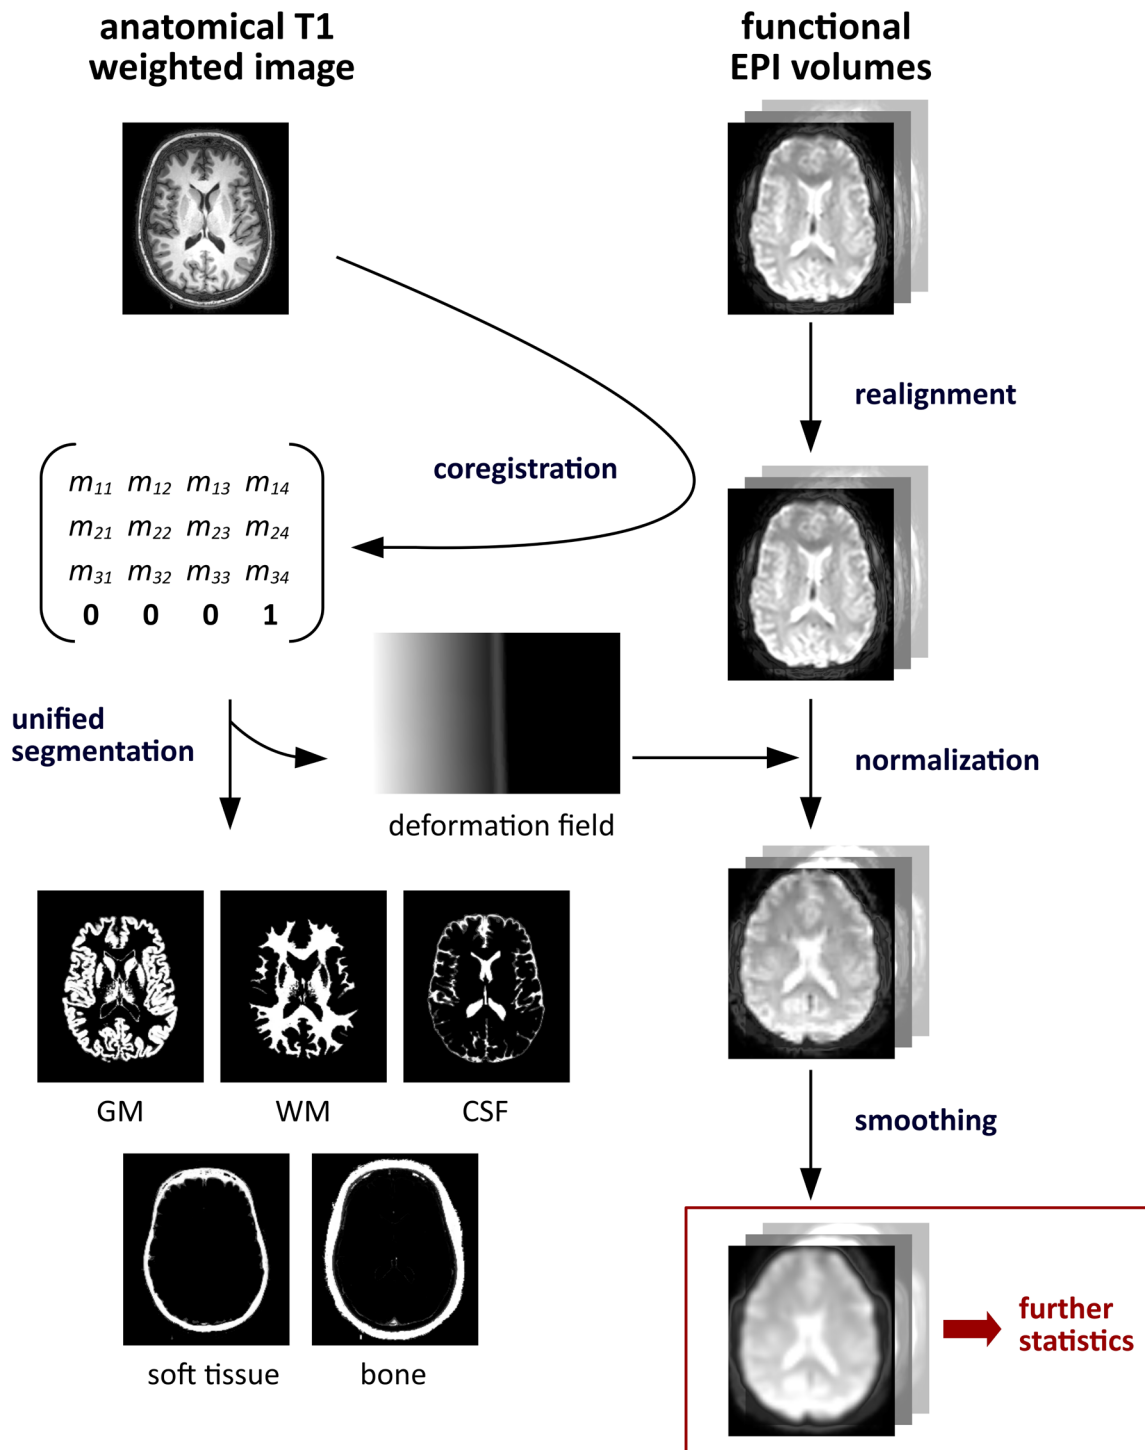 anatomical T1
weighted image
functional
EPI volumes
realignment
coregistration
m11 m12 m13 m14
m21 m22 m23 m24
m31 m32 m33 m34
0 0 0 1
unified
segmentation
deformation field
normalization
GM WM CSF
smoothing
soft tissue bone
further
statistics